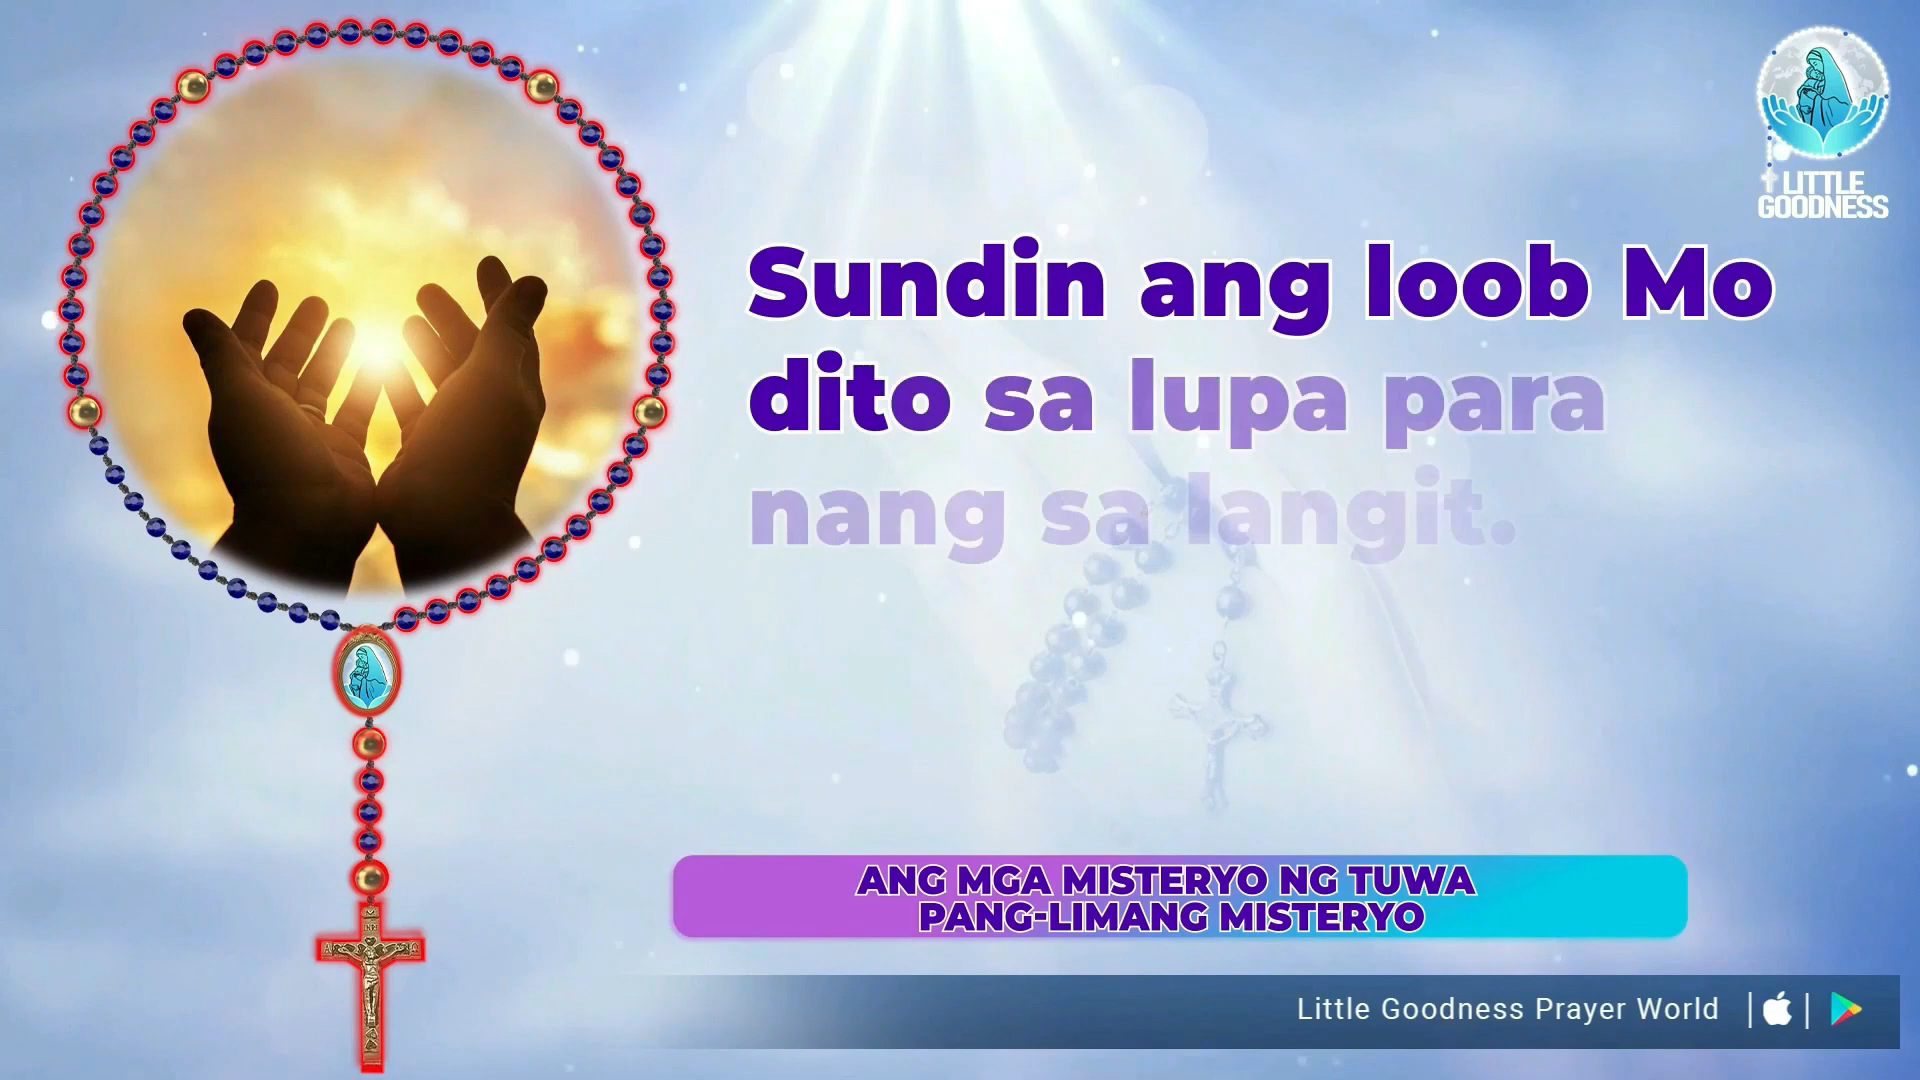 LITTLE
GOODNESS
Sundin ang loob Mo
dito sa lupa para
nang sa langit.
INRI
ANG MGA MISTERYO NG TUWA
PANG-LIMANG MISTERYO
Little Goodness Prayer World